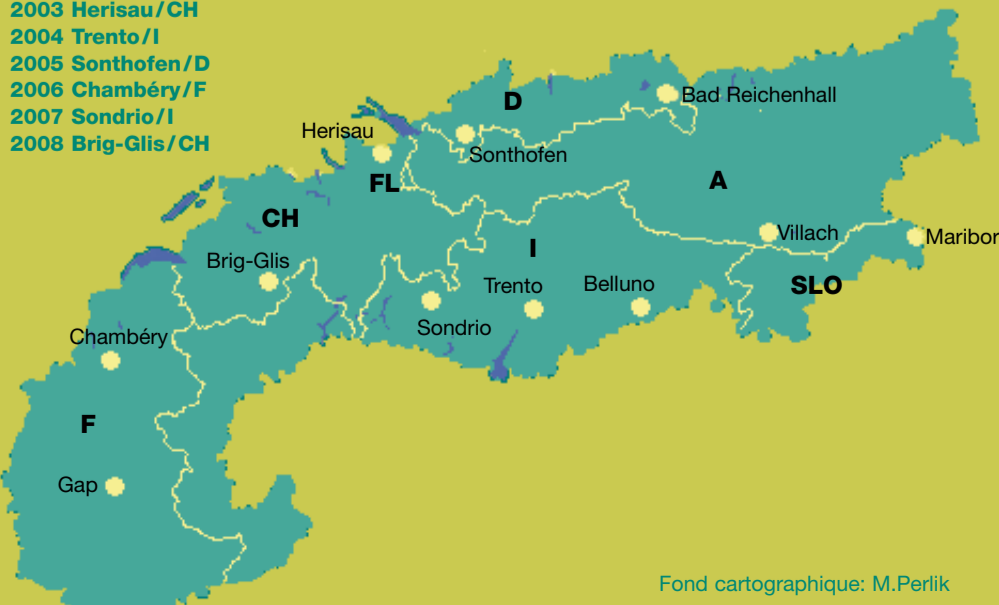 2003 Herisau/CH
2004 Trento/I
2005 Sonthofen/D
2006 Chambéry/F
2007 Sondrio/I
2008 Brig-Glis/CH
D
Bad Reichenhall
Herisau
Sonthofen
FL
A
CH
Villach
Maribor
I
Brig-Glis
Trento
Belluno
SLO
Sondrio
Chambéry
F
Gap
Fond cartographique: M.Perlik